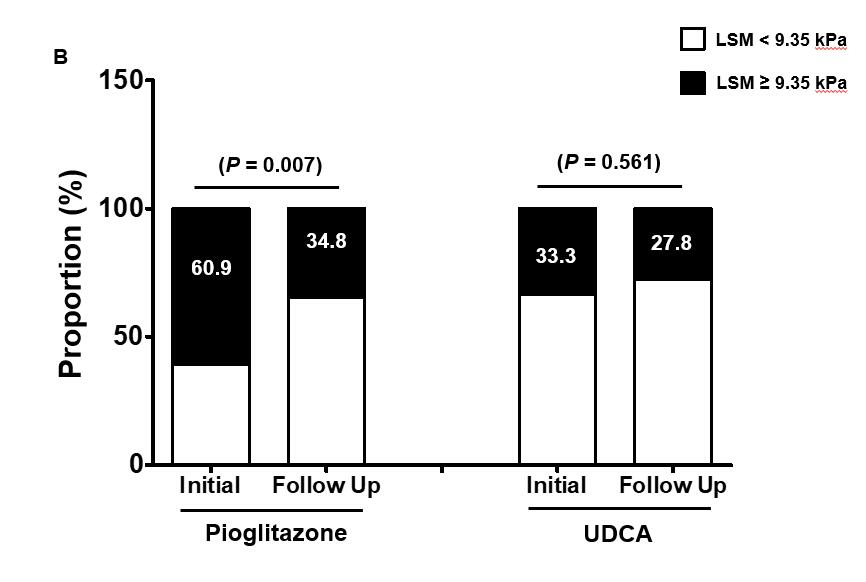 B
LSM < 9.35 kPa
LSM ≥ 9.35 kPa
Proportion (%)
150
100
50
0
(P = 0.007)
(P = 0.561)
60.9
34.8
33.3
27.8
Initial
Follow Up
Initial
Follow Up
Pioglitazone
UDCA